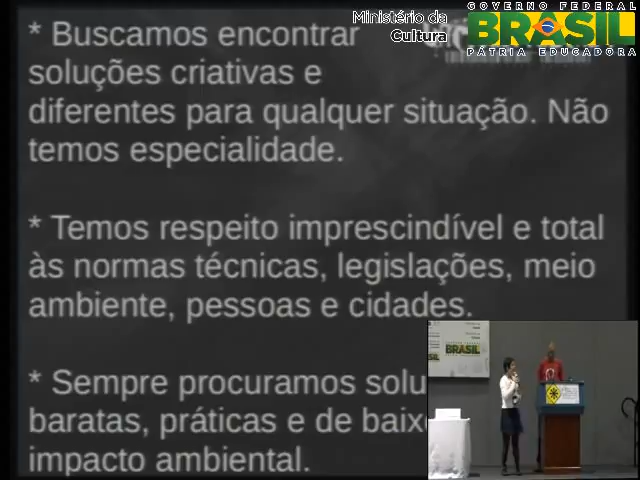 Ministério da
Cultura
GOVERNO FEDERAL
BRASIL
PÁTRIA EDUCADORA
* Buscamos encontrar
soluções criativas e
diferentes para qualquer situação. Não
temos especialidade.
* Temos respeito imprescindível e total
às normas técnicas, legislações, meio
ambiente, pessoas e cidades.
* Sempre procuramos solu
baratas, práticas e de baix
impacto ambiental.
BRASIL